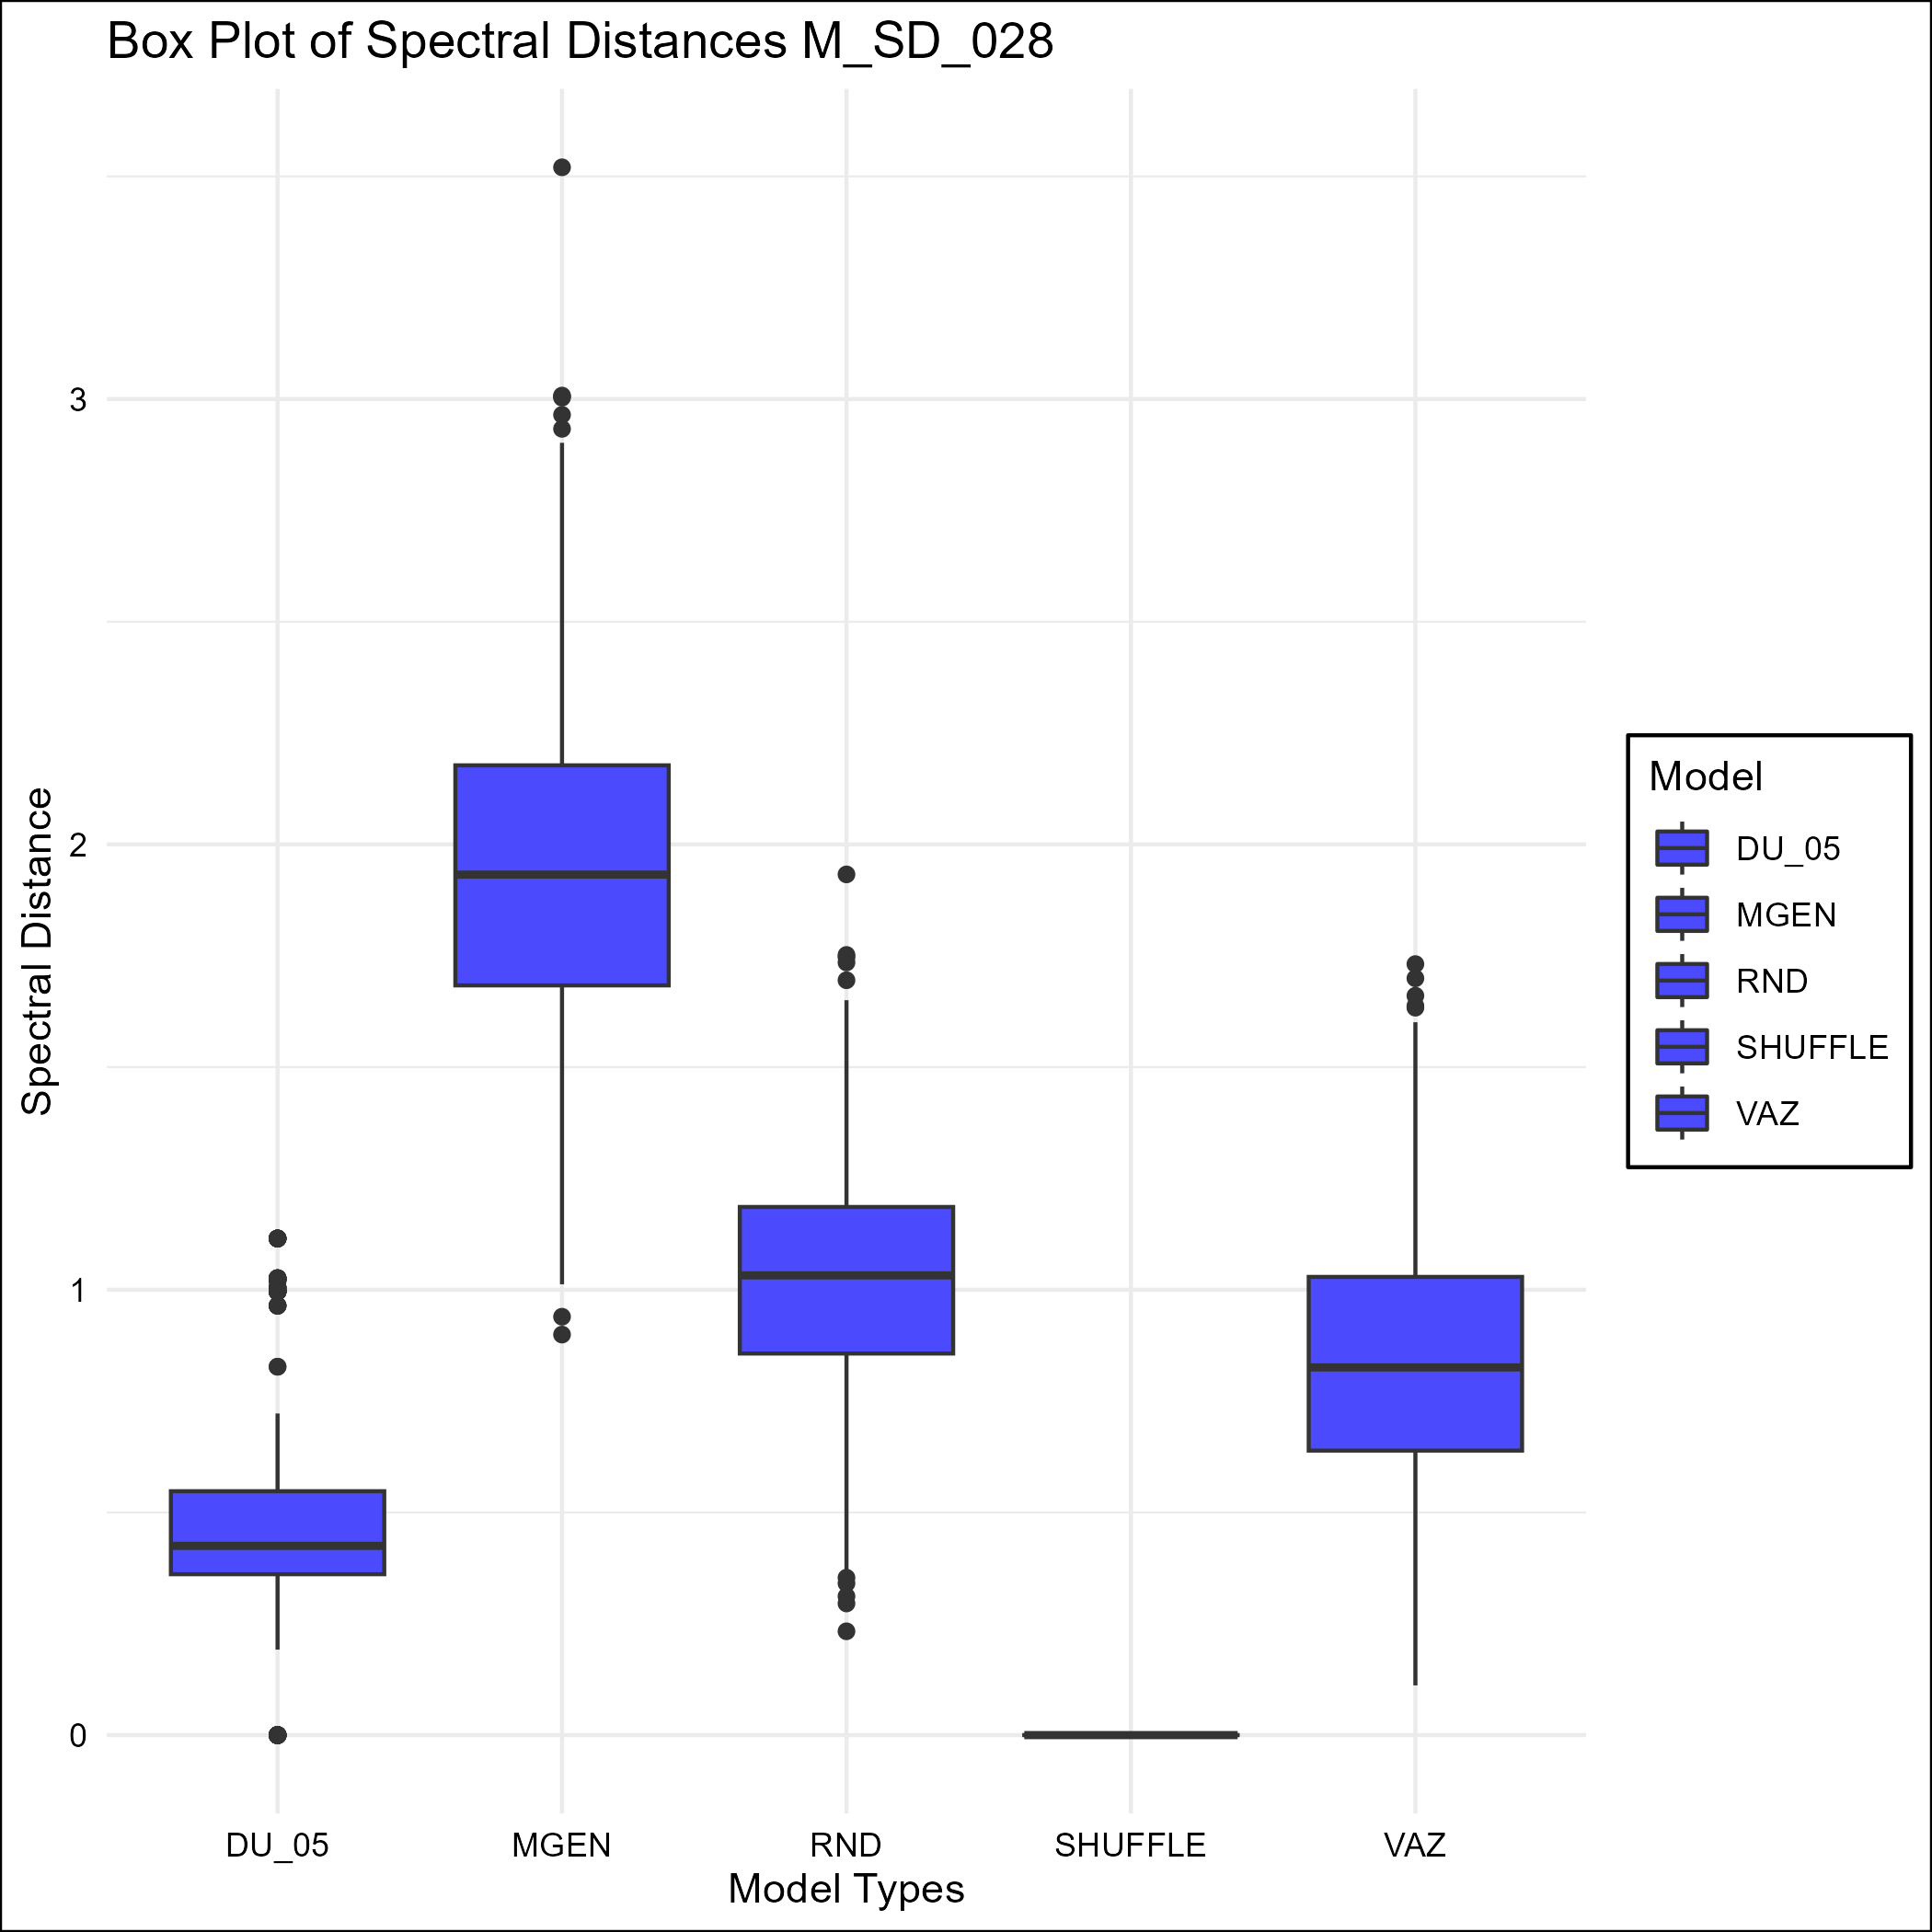 Box Plot of Spectral Distances M_SD_028
3
2
1
0
Spectral Distance
DU_05
MGEN
RND
SHUFFLE
VAZ
Model Types
Model
DU_05
MGEN
RND
SHUFFLE
VAZ